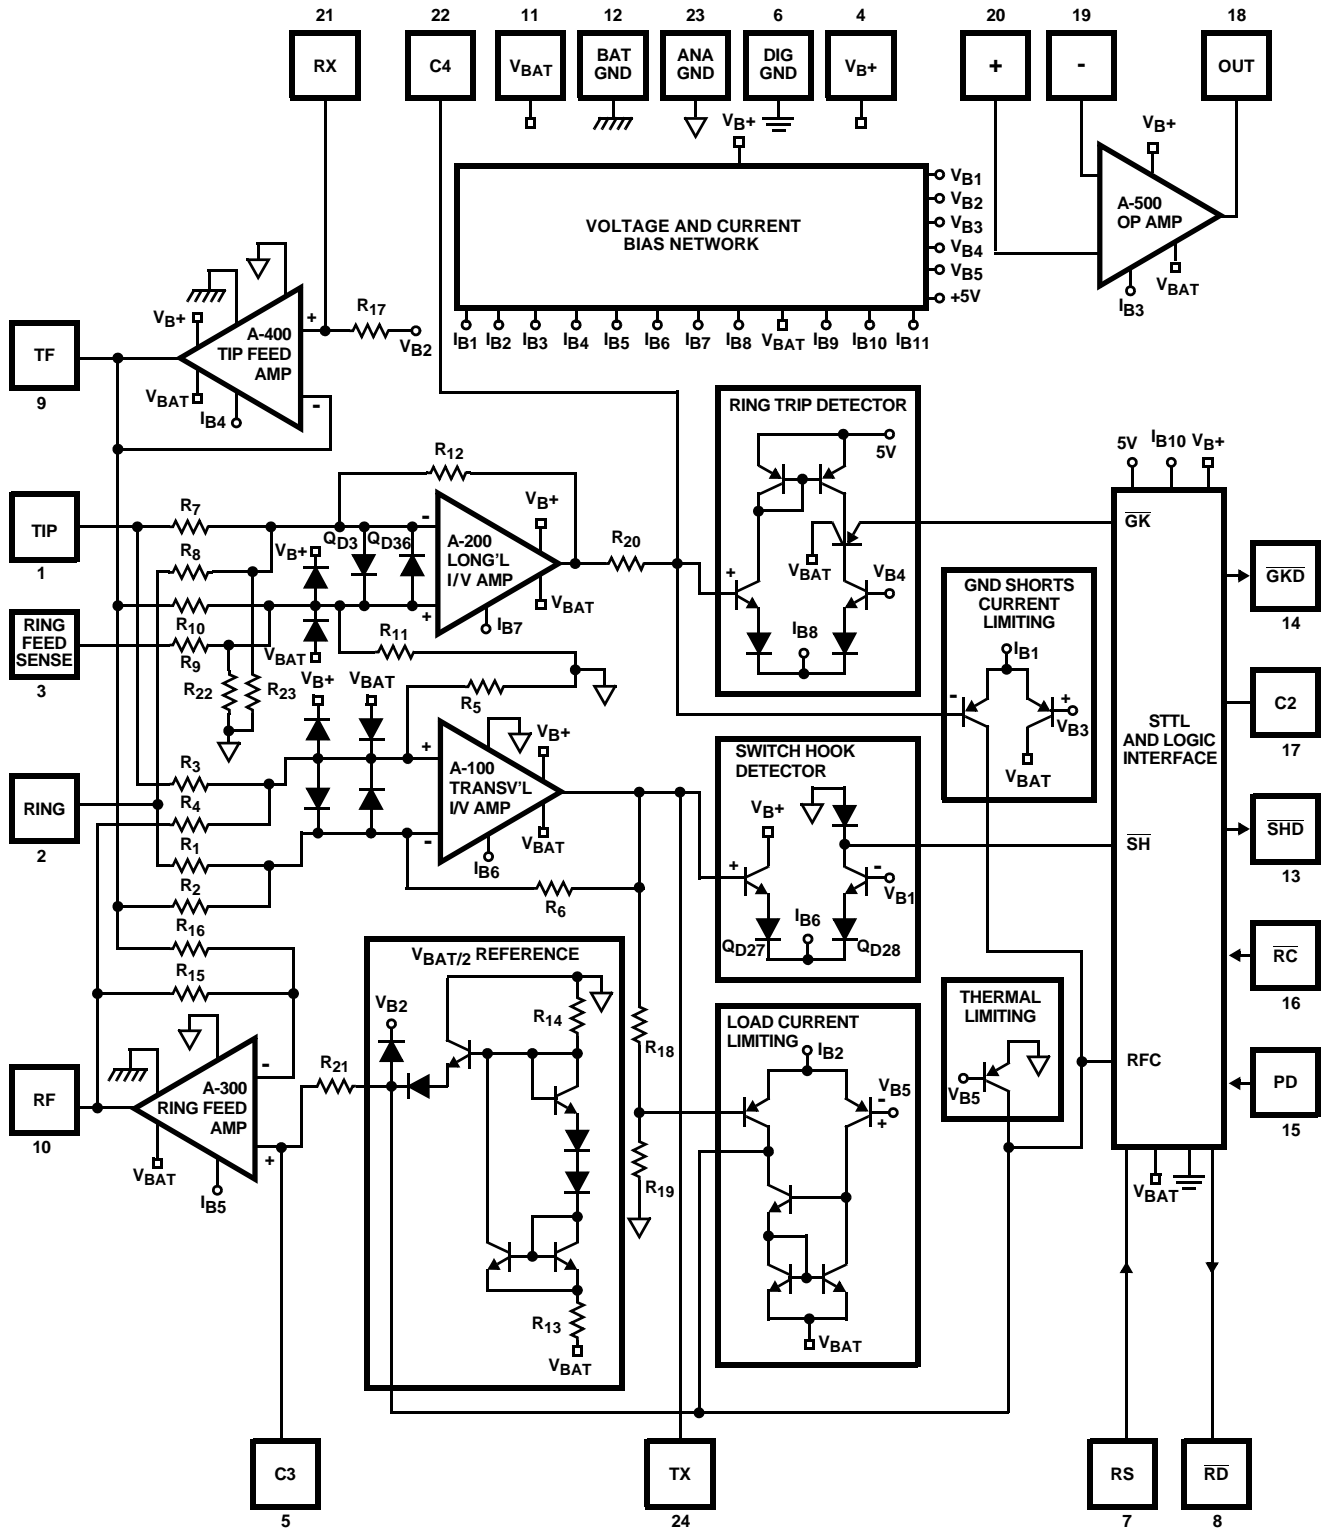 21 22 11 12 23 6 4 20 19 18
RX C4 VBAT BAT GND ANA GND DIG GND VB+ + - OUT
VB+
VOLTAGE AND CURRENT
BIAS NETWORK
VB1
VB2
VB3
VB4
VB5
+5V
IB1 IB2 IB3 IB4 IB5 IB6 IB7 IB8 VBAT IB9 IB10 IB11
VB+
A-500
OP AMP
VBAT
IB3
TF
9
VB+
A-400
TIP FEED
AMP
+
-
VBAT
IB4
R17
VB2
TIP
1
R7
R8
R10
R9
R22
R23
R12
VB+
QD3
QD36
VBAT
R11
-
+
A-200
LONG'L
I/V AMP
VB+
VBAT
IB7
R20
RING
FEED
SENSE
3
RING TRIP DETECTOR
5V
VBAT
VB4
+
IB8
GND SHORTS
CURRENT
LIMITING
IB1
-
+
VB3
VBAT
5V IB10 VB+
GK
STTL
AND LOGIC
INTERFACE
SH
RFC
VBAT
GKD
14
C2
17
SHD
13
RC
16
PD
15
RING
2
R3
R4
R1
R2
R16
R15
VB+
VBAT
R5
+
-
A-100
TRANSV'L
I/V AMP
VB+
VBAT
IB6
R6
SWITCH HOOK
DETECTOR
VB+
+
-
VB1
IB6
QD27
QD28
VBAT/2 REFERENCE
VB2
R14
R13
VBAT
R18
R19
LOAD CURRENT
LIMITING
IB2
-
VB5
+
VBAT
THERMAL
LIMITING
VB5
RF
10
A-300
RING FEED
AMP
-
+
VBAT
IB5
R21
C3
5
TX
24
RS
7
RD
8